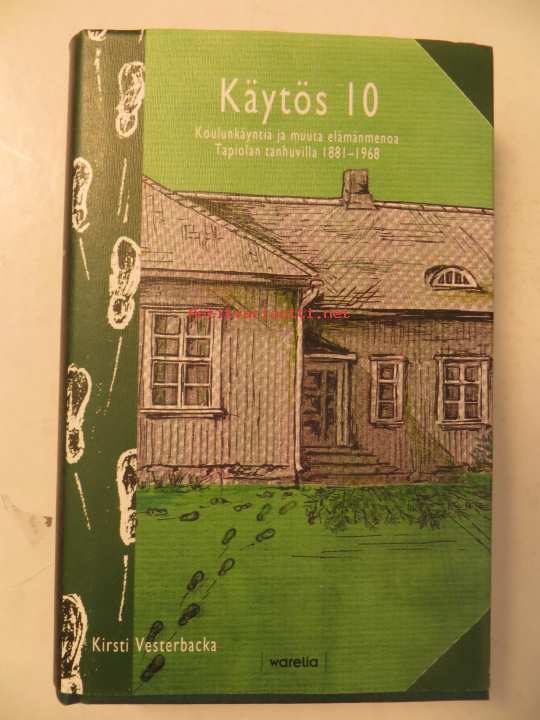 Käytös 10
Koulunkäyntiä ja muuta elämänmenoa
Tapiolan tanhuvilla 1881–1968
Kirsti Vesterbacka
warelia